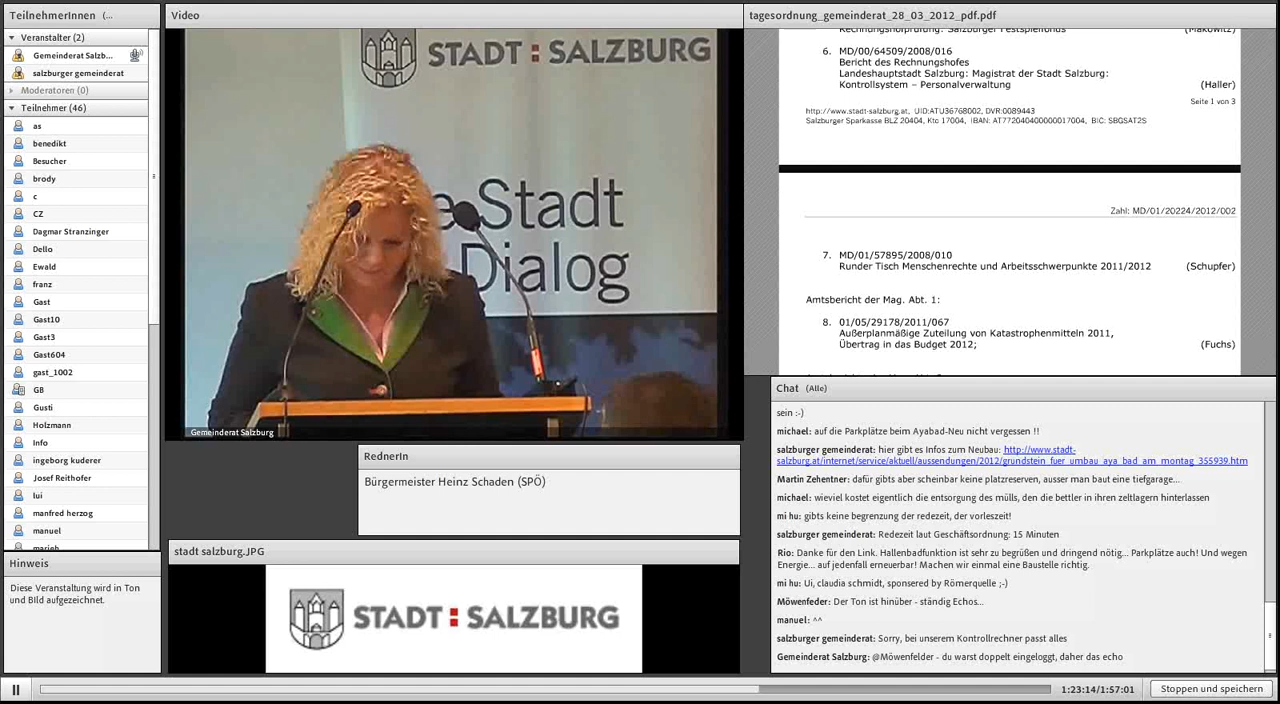 TeilnehmerInnen (...
Veranstalter (2)
Gemeinderat Salzb...
salzburger gemeinderat
Moderatoren (0)
Teilnehmer (46)
as
benedikt
Besucher
brody
c
CZ
Dagmar Stranzinger
Dello
Ewald
franz
Gast
Gast10
Gast3
Gast604
gast_1002
GB
Gusti
Holzmann
Info
ingeborg kuderer
Josef Reithofer
lui
manfred herzog
manuel
marieh
Hinweis
Diese Veranstaltung wird in Ton
und Bild aufgezeichnet.
Video
STADT:SALZBURG
e Stadt
Dialog
Gemeinderat Salzburg
RednerIn
Bürgermeister Heinz Schaden (SPÖ)
stadt salzburg.JPG
STADT:SALZBURG
tagesordnung_gemeinderat_28_03_2012_pdf.pdf
Rechnungshofprüfung: Salzburger Festspielfonds (Makowitz)
6. MD/00/64509/2008/016
Bericht des Rechnungshofes
Landeshauptstadt Salzburg: Magistrat der Stadt Salzburg:
Kontrollsystem – Personalverwaltung (Haller)
Seite 1 von 3
http://www.stadt-salzburg.at, UID:ATU36768002, DVR:0089443
Salzburger Sparkasse BLZ 20404, Kto 17004, IBAN: AT772040400000017004, BIC: SBGSAT2S
Zahl: MD/01/20224/2012/002
7. MD/01/57895/2008/010
Runder Tisch Menschenrechte und Arbeitsschwerpunkte 2011/2012 (Schupfer)
Amtsbericht der Mag. Abt. 1:
8. 01/05/29178/2011/067
Außerplanmäßige Zuteilung von Katastrophenmitteln 2011,
Übertrag in das Budget 2012; (Fuchs)
Chat (Alle)
sein :-)
michael: auf die Parkplätze beim Ayabad-Neu nicht vergessen !!
salzburger gemeinderat: hier gibt es Infos zum Neubau: http://www.stadt-
salzburg.at/internet/service/aktuell/aussendungen/2012/grundstein_fuer_umbau_aya_bad_am_montag_355939.htm
Martin Zehentner: dafür gibts aber scheinbar keine platzreserven, ausser man baut eine tiefgarage...
michael: wieviel kostet eigentlich die entsorgung des mülls, den die bettler in ihren zeltlagern hinterlassen
mi hu: gibts keine begrenzung der redezeit, der vorleszeit!
salzburger gemeinderat: Redezeit laut Geschäftsordnung: 15 Minuten
Rio: Danke für den Link. Hallenbadfunktion ist sehr zu begrüßen und dringend nötig... Parkplätze auch! Und wegen
Energie... auf jedenfall erneuerbar! Machen wir einmal eine Baustelle richtig.
mi hu: Ui, claudia schmidt, sponsered by Römerquelle ;-)
Möwenfeder: Der Ton ist hinüber - ständig Echos...
manuel: ^^
salzburger gemeinderat: Sorry, bei unserem Kontrollrechner passt alles
Gemeinderat Salzburg: @Möwenfelder - du warst doppelt eingeloggt, daher das echo
1:23:14/1:57:01
Stoppen und speichern